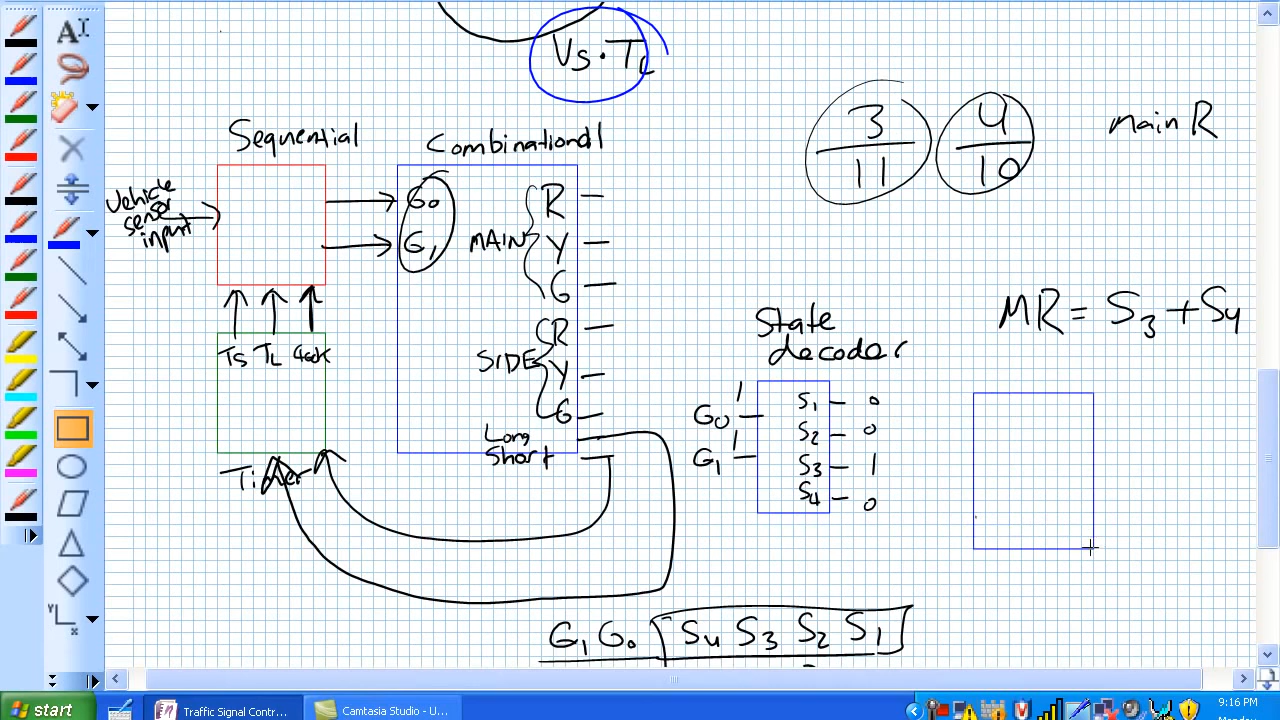 Vs·TL
Sequential
Combinational
3
11
4
10
Main R
Vehicle
sensor
input
G0
G1
MAIN
R
Y
G
SIDE
R
Y
G
Long
Short
TS TL Clock
Timer
MR = S3 + S4
State
decoder
G0
1
G1
1
S1 0
S2 0
S3 1
S4 0
G1 G0 S4 S3 S2 S1
start
Traffic Signal Contr...
Camtasia Studio - U...
9:16 PM
Monday